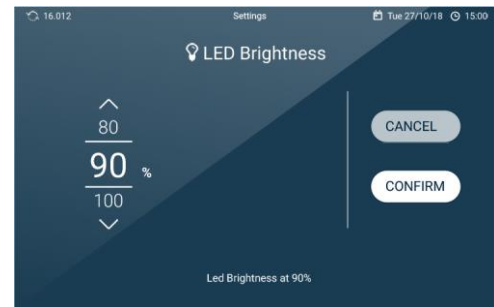 16.012
Settings
Tue 27/10/18
15:00
LED Brightness
80
90 %
100
CANCEL
CONFIRM
Led Brightness at 90%